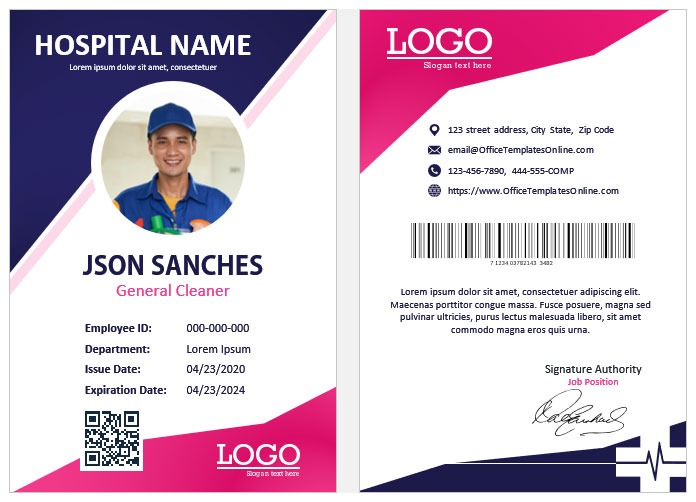 HOSPITAL NAME
Lorem ipsum dolor sit amet, consectetuer
JSON SANCHES
General Cleaner
Employee ID: 000-000-000
Department: Lorem Ipsum
Issue Date: 04/23/2020
Expiration Date: 04/23/2024
LOGO
Slogan text here
LOGO
Slogan text here
123 street address, City State, Zip Code
email@OfficeTemplatesOnline.com
123-456-7890, 444-555-COMP
https://www.OfficeTemplatesOnline.com
7 1234 03782143 3482
Lorem ipsum dolor sit amet, consectetuer adipiscing elit.
Maecenas porttitor congue massa. Fusce posuere, magna sed
pulvinar ultricies, purus lectus malesuada libero, sit amet
commodo magna eros quis urna.
Signature Authority
Job Position